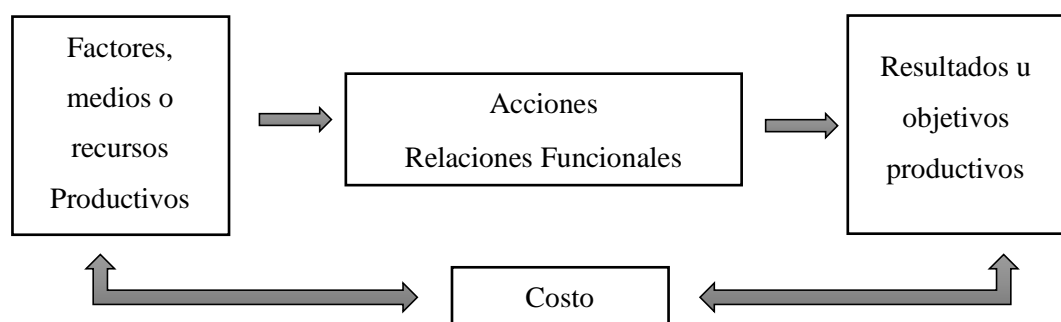 Factores,
medios o
recursos
Productivos
Acciones
Relaciones Funcionales
Resultados u
objetivos
productivos
Costo